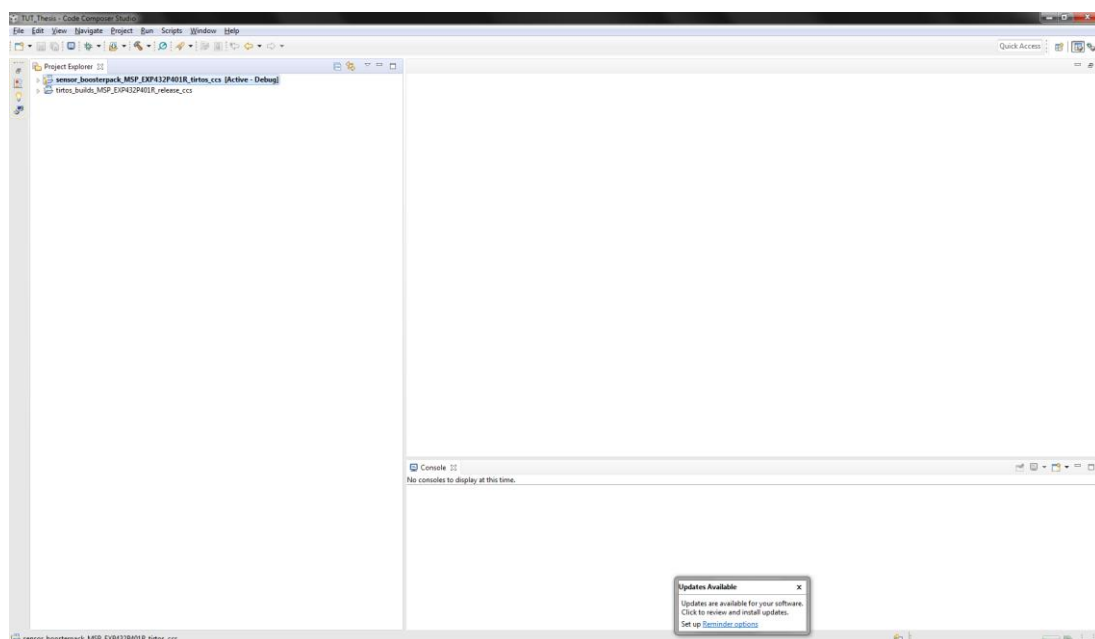 TUT_Thesis - Code Composer Studio
File Edit View Navigate Project Run Scripts Window Help
Quick Access
Project Explorer
sensor_boosterpack_MSP_EXP432P401R_tirtos_ccs [Active - Debug]
tirtos_builds_MSP_EXP432P401R_release_ccs
Console
No consoles to display at this time.
Updates Available x
Updates are available for your software.
Click to review and install updates.
Set up Reminder options
sensor_boosterpack_MSP_EXP432P401R_tirtos_ccs